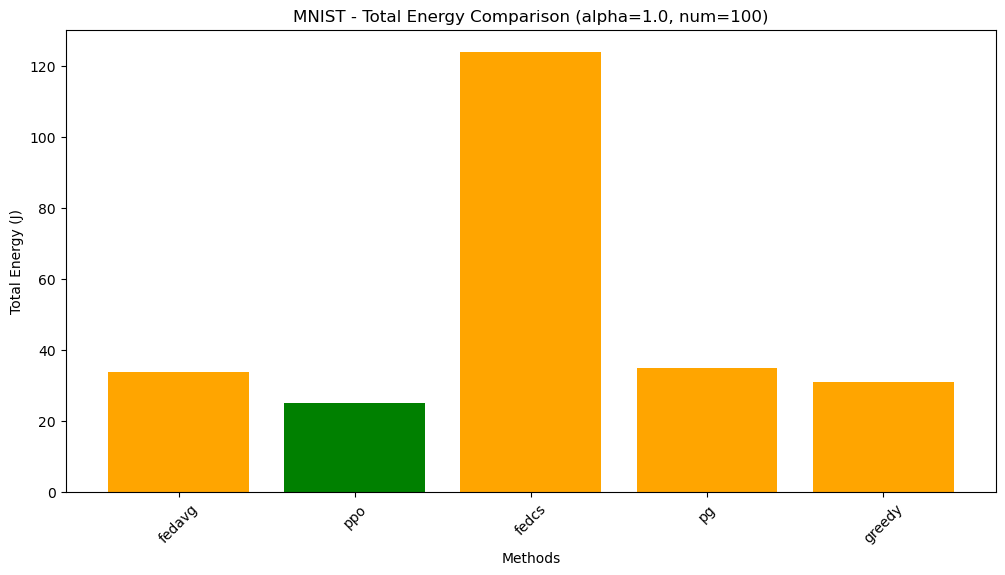 MNIST - Total Energy Comparison (alpha=1.0, num=100)
Total Energy (J)
120
100
80
60
40
20
0
fedavg
ppo
fedcs
pg
greedy
Methods